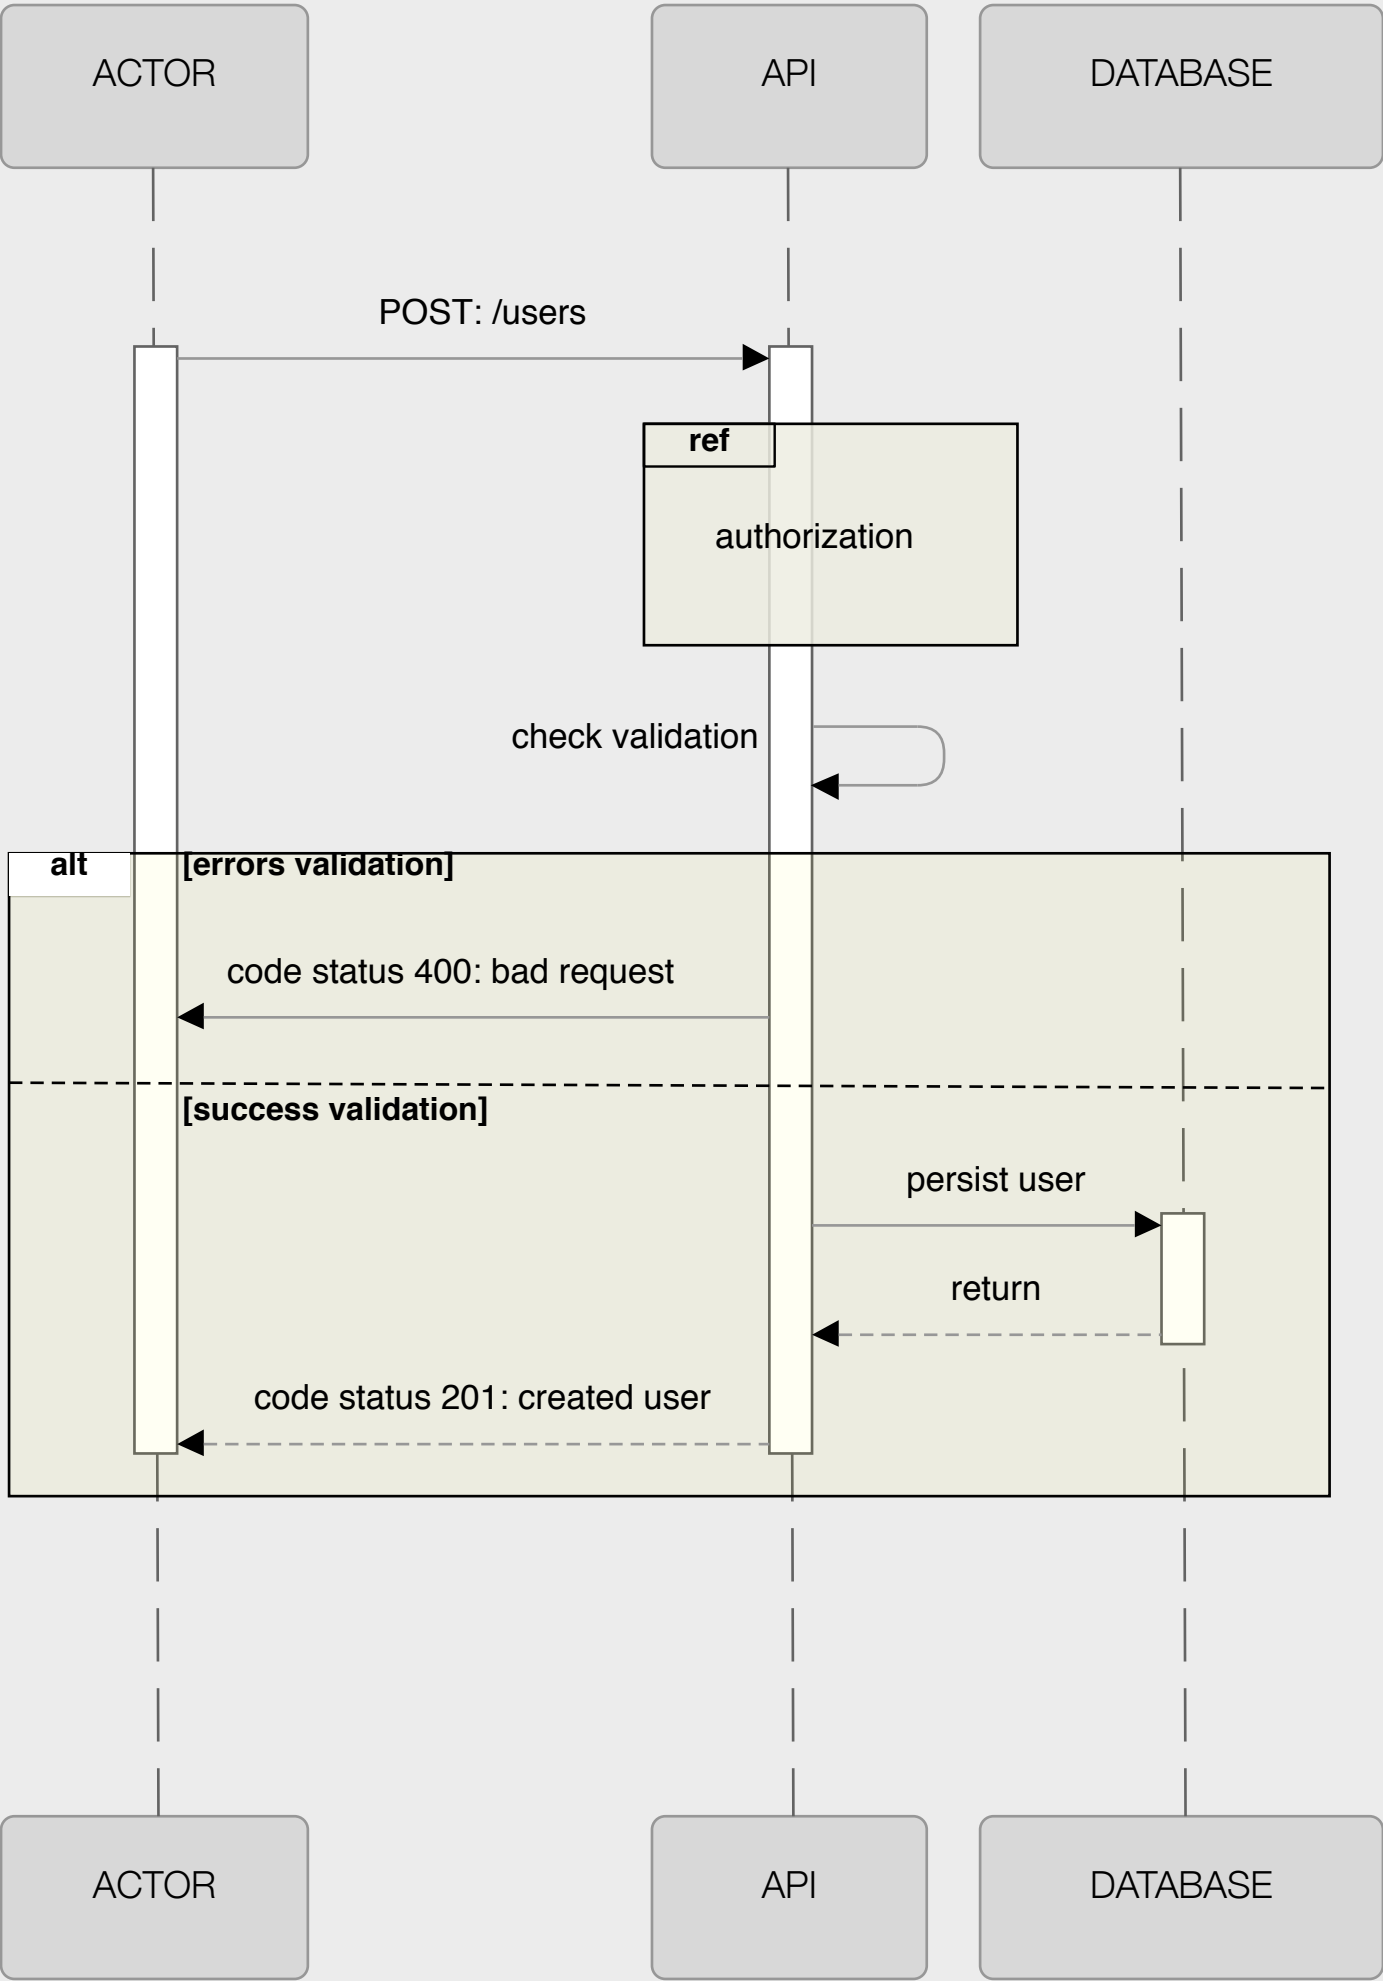 ACTOR
API
DATABASE
POST: /users
ref
authorization
check validation
alt
[errors validation]
code status 400: bad request
[success validation]
persist user
return
code status 201: created user
ACTOR
API
DATABASE